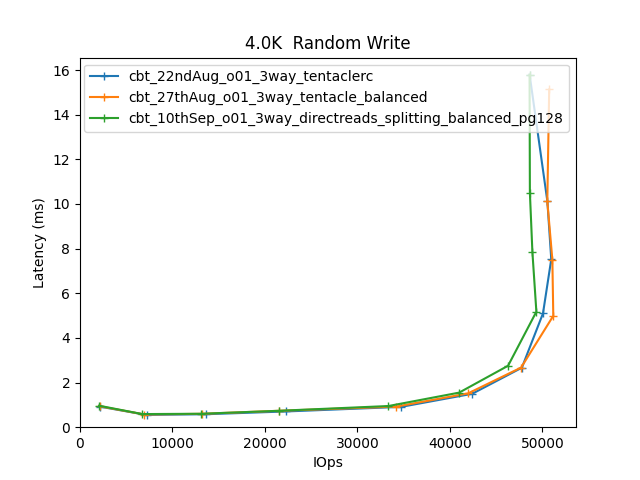 4.0K  Random Write
cbt_22ndAug_o01_3way_tentaclerc
cbt_27thAug_o01_3way_tentacle_balanced
cbt_10thSep_o01_3way_directreads_splitting_balanced_pg128
16
14
12
10
8
6
4
2
0
Latency (ms)
0 10000 20000 30000 40000 50000
IOps